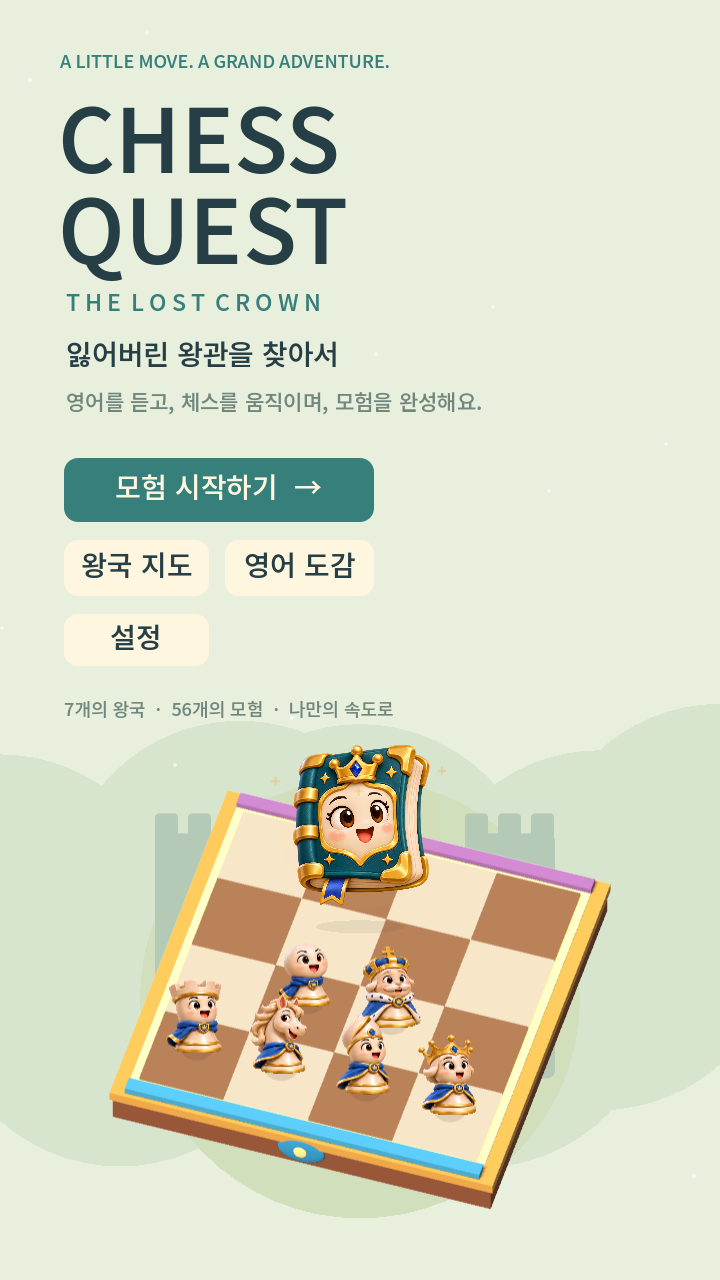 A LITTLE MOVE. A GRAND ADVENTURE.
CHESS
QUEST
THE LOST CROWN
잃어버린 왕관을 찾아서
영어를 듣고, 체스를 움직이며, 모험을 완성해요.
모험 시작하기 →
왕국 지도 영어 도감
설정
7개의 왕국 · 56개의 모험 · 나만의 속도로